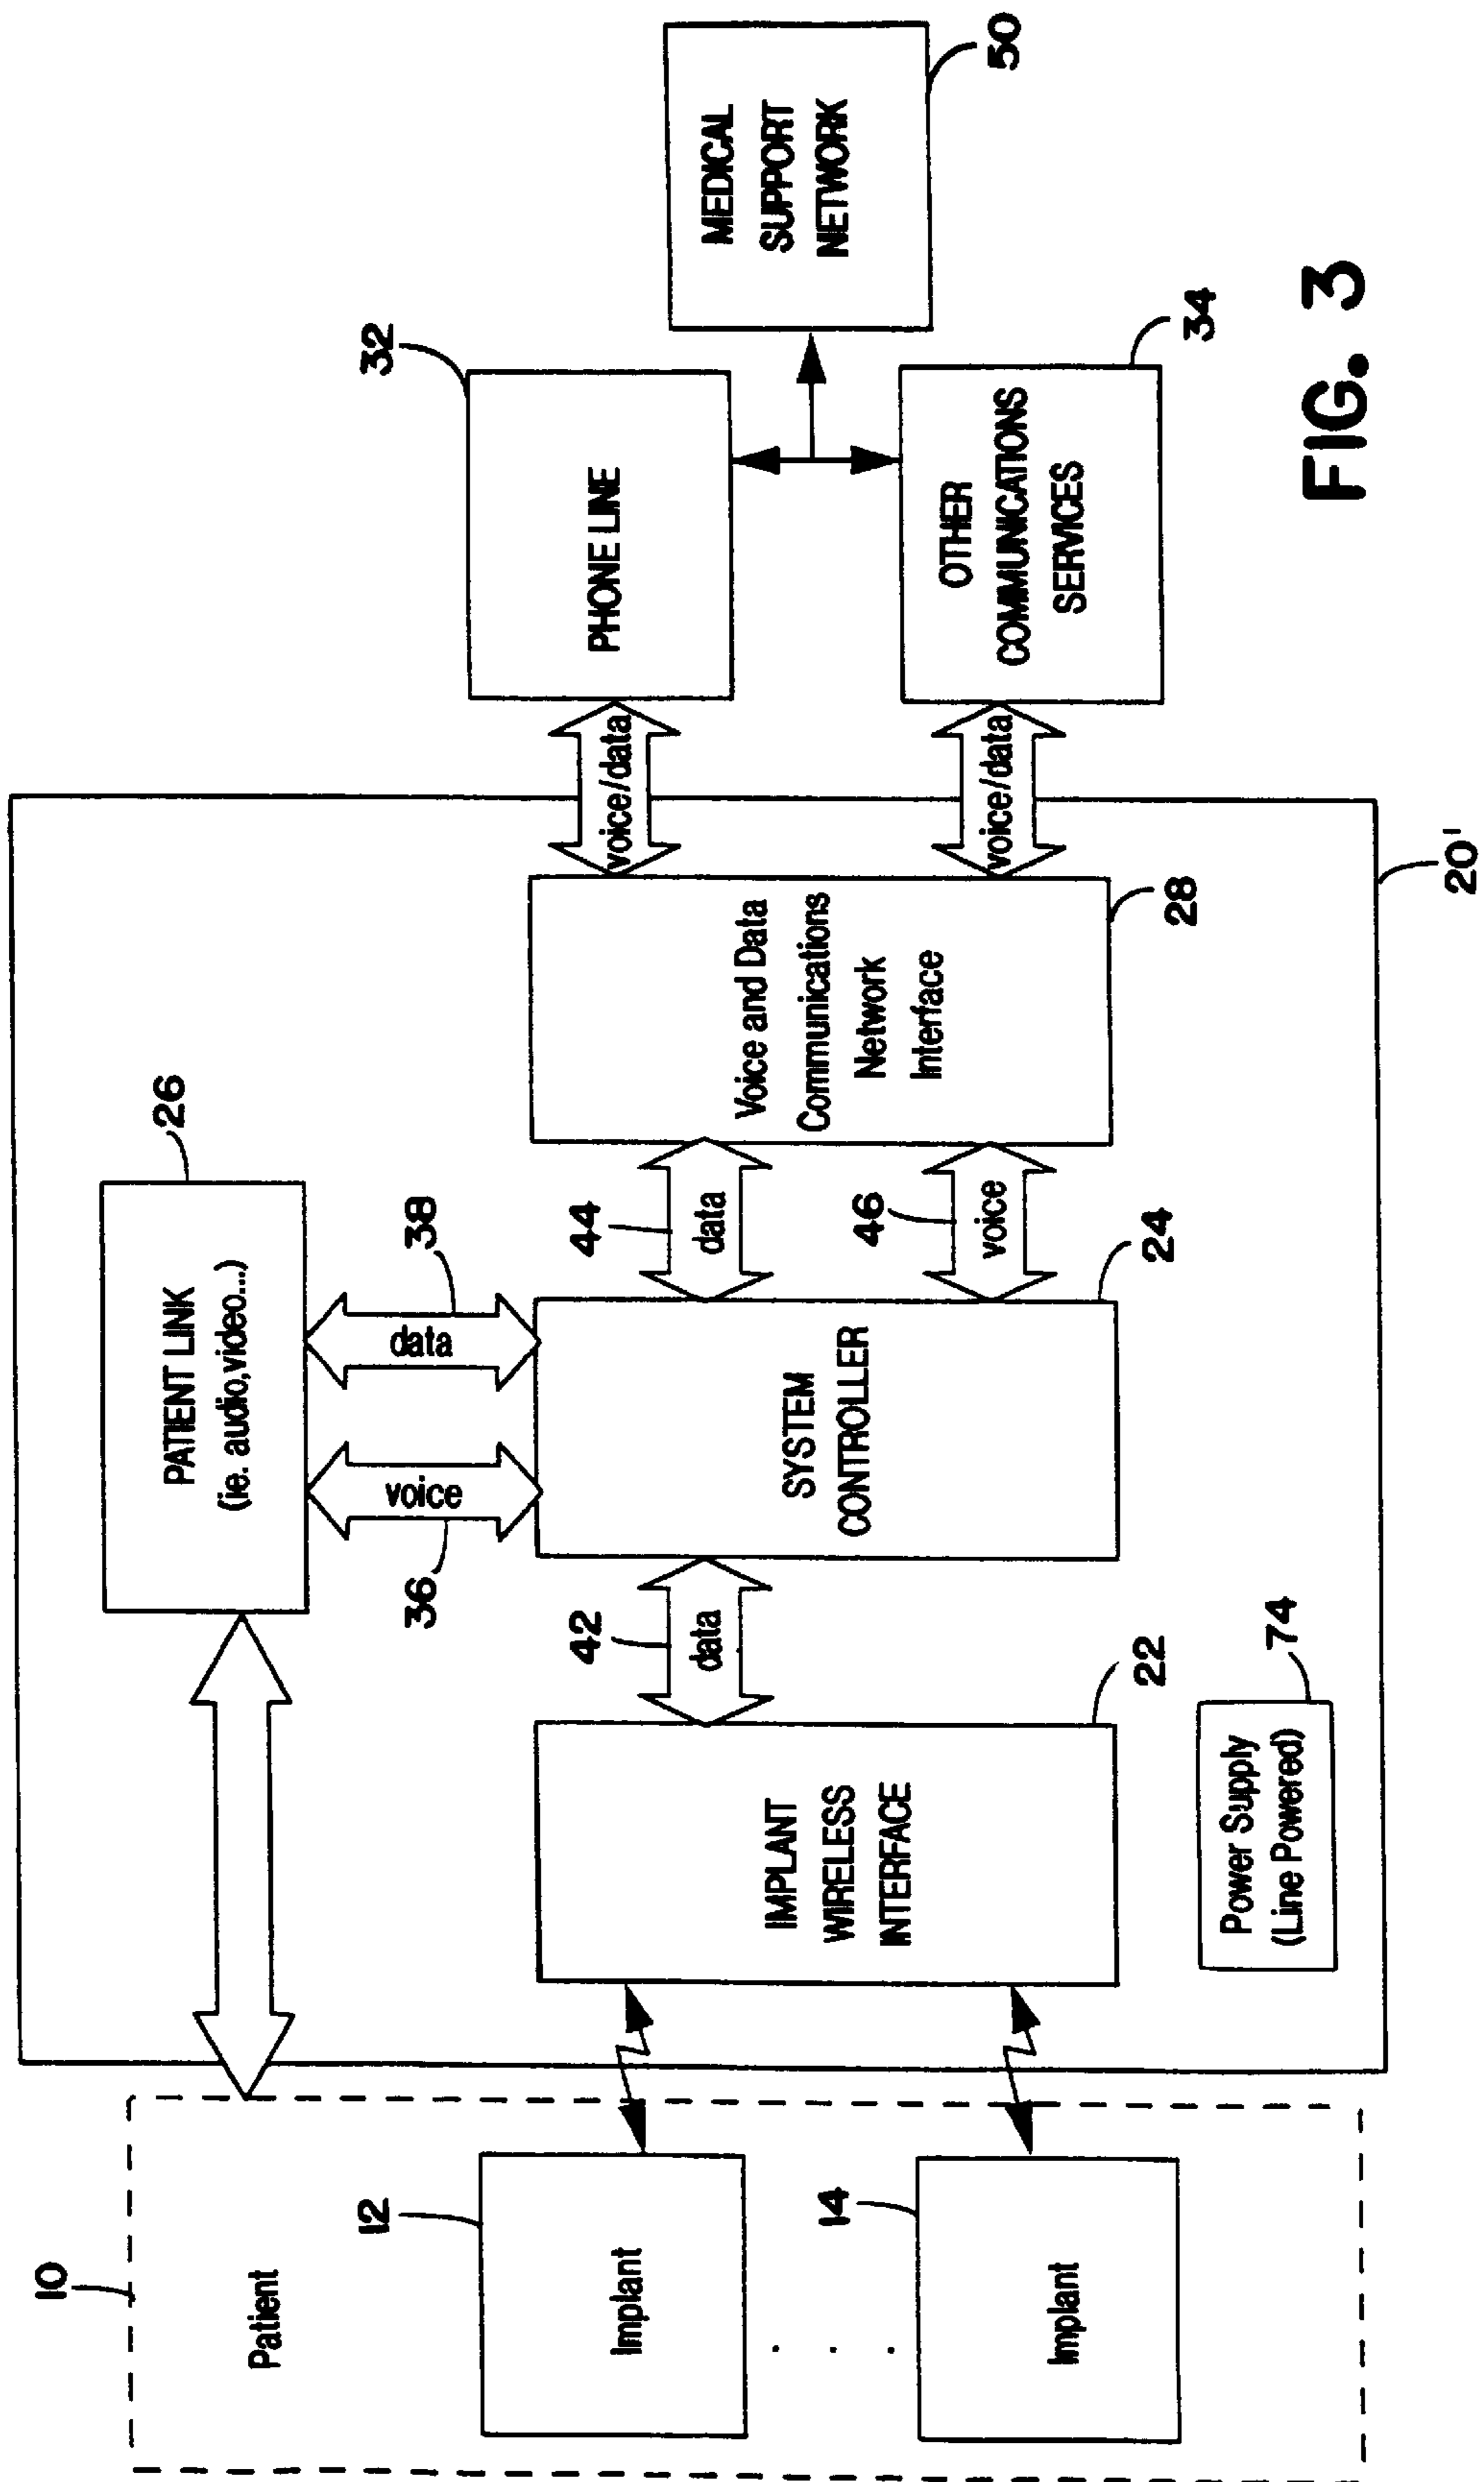 10
Patient
12
Implant
14
Implant
. . .
26
PATIENT LINK
(ie. audio,video...)
36
voice
38
data
42
data
44
data
46
voice
IMPLANT
WIRELESS
INTERFACE
22
SYSTEM
CONTROLLER
24
Voice and Data
Communications
Network
Interface
28
Power Supply
(Line Powered)
74
20'
voice/data
voice/data
32
PHONE LINE
OTHER
COMMUNICATIONS
SERVICES
34
MEDICAL
SUPPORT
NETWORK
50
FIG. 3